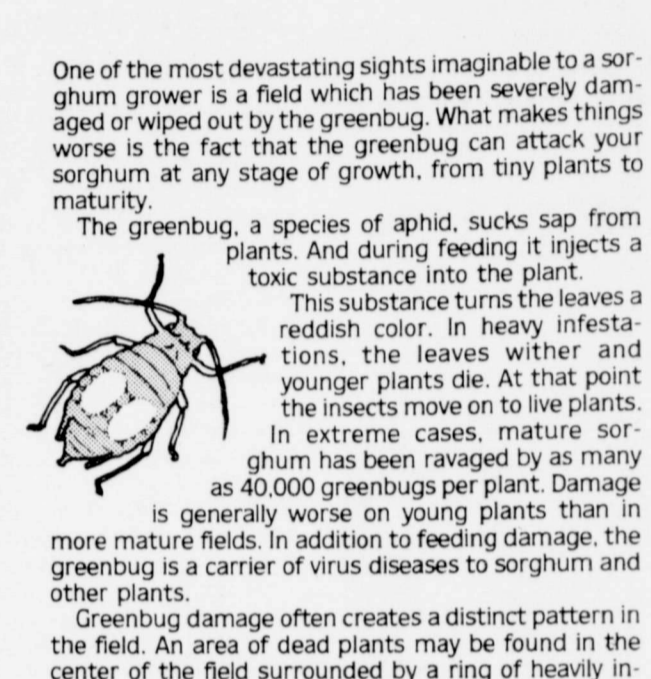 One of the most devastating sights imaginable to a sor-
ghum grower is a field which has been severely dam-
aged or wiped out by the greenbug. What makes things
worse is the fact that the greenbug can attack your
sorghum at any stage of growth, from tiny plants to
maturity.
The greenbug, a species of aphid, sucks sap from
plants. And during feeding it injects a
toxic substance into the plant.
This substance turns the leaves a
reddish color. In heavy infesta-
tions, the leaves wither and
younger plants die. At that point
the insects move on to live plants.
In extreme cases, mature sor-
ghum has been ravaged by as many
as 40,000 greenbugs per plant. Damage
is generally worse on young plants than in
more mature fields. In addition to feeding damage, the
greenbug is a carrier of virus diseases to sorghum and
other plants.
Greenbug damage often creates a distinct pattern in
the field. An area of dead plants may be found in the
center of the field surrounded by a ring of heavily in-